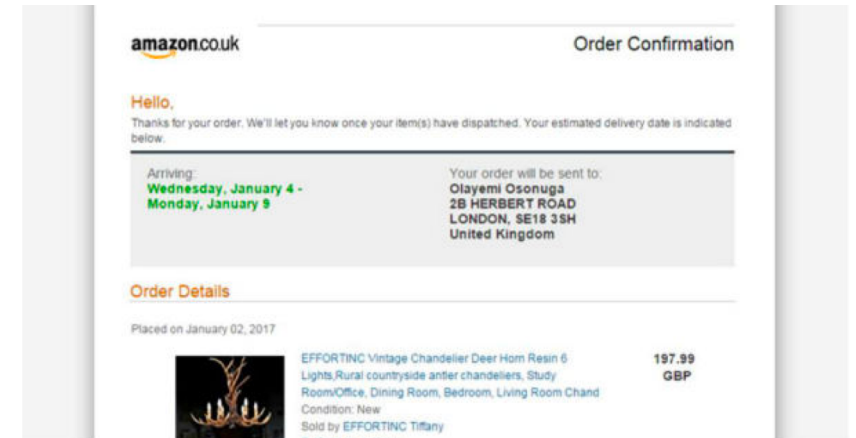 amazon.co.uk
Order Confirmation
Hello,
Thanks for your order. We'll let you know once your item(s) have dispatched. Your estimated delivery date is indicated
below.
Arriving:
Wednesday, January 4 -
Monday, January 9
Your order will be sent to:
Olayemi Osonuga
2B HERBERT ROAD
LONDON, SE18 3SH
United Kingdom
Order Details
Placed on January 02, 2017
EFFORTINC Vintage Chandelier Deer Horn Resin 6
Lights,Rural countryside antler chandeliers, Study
Room/Office, Dining Room, Bedroom, Living Room Chand
Condition: New
Sold by EFFORTINC Tiffany
197.99
GBP